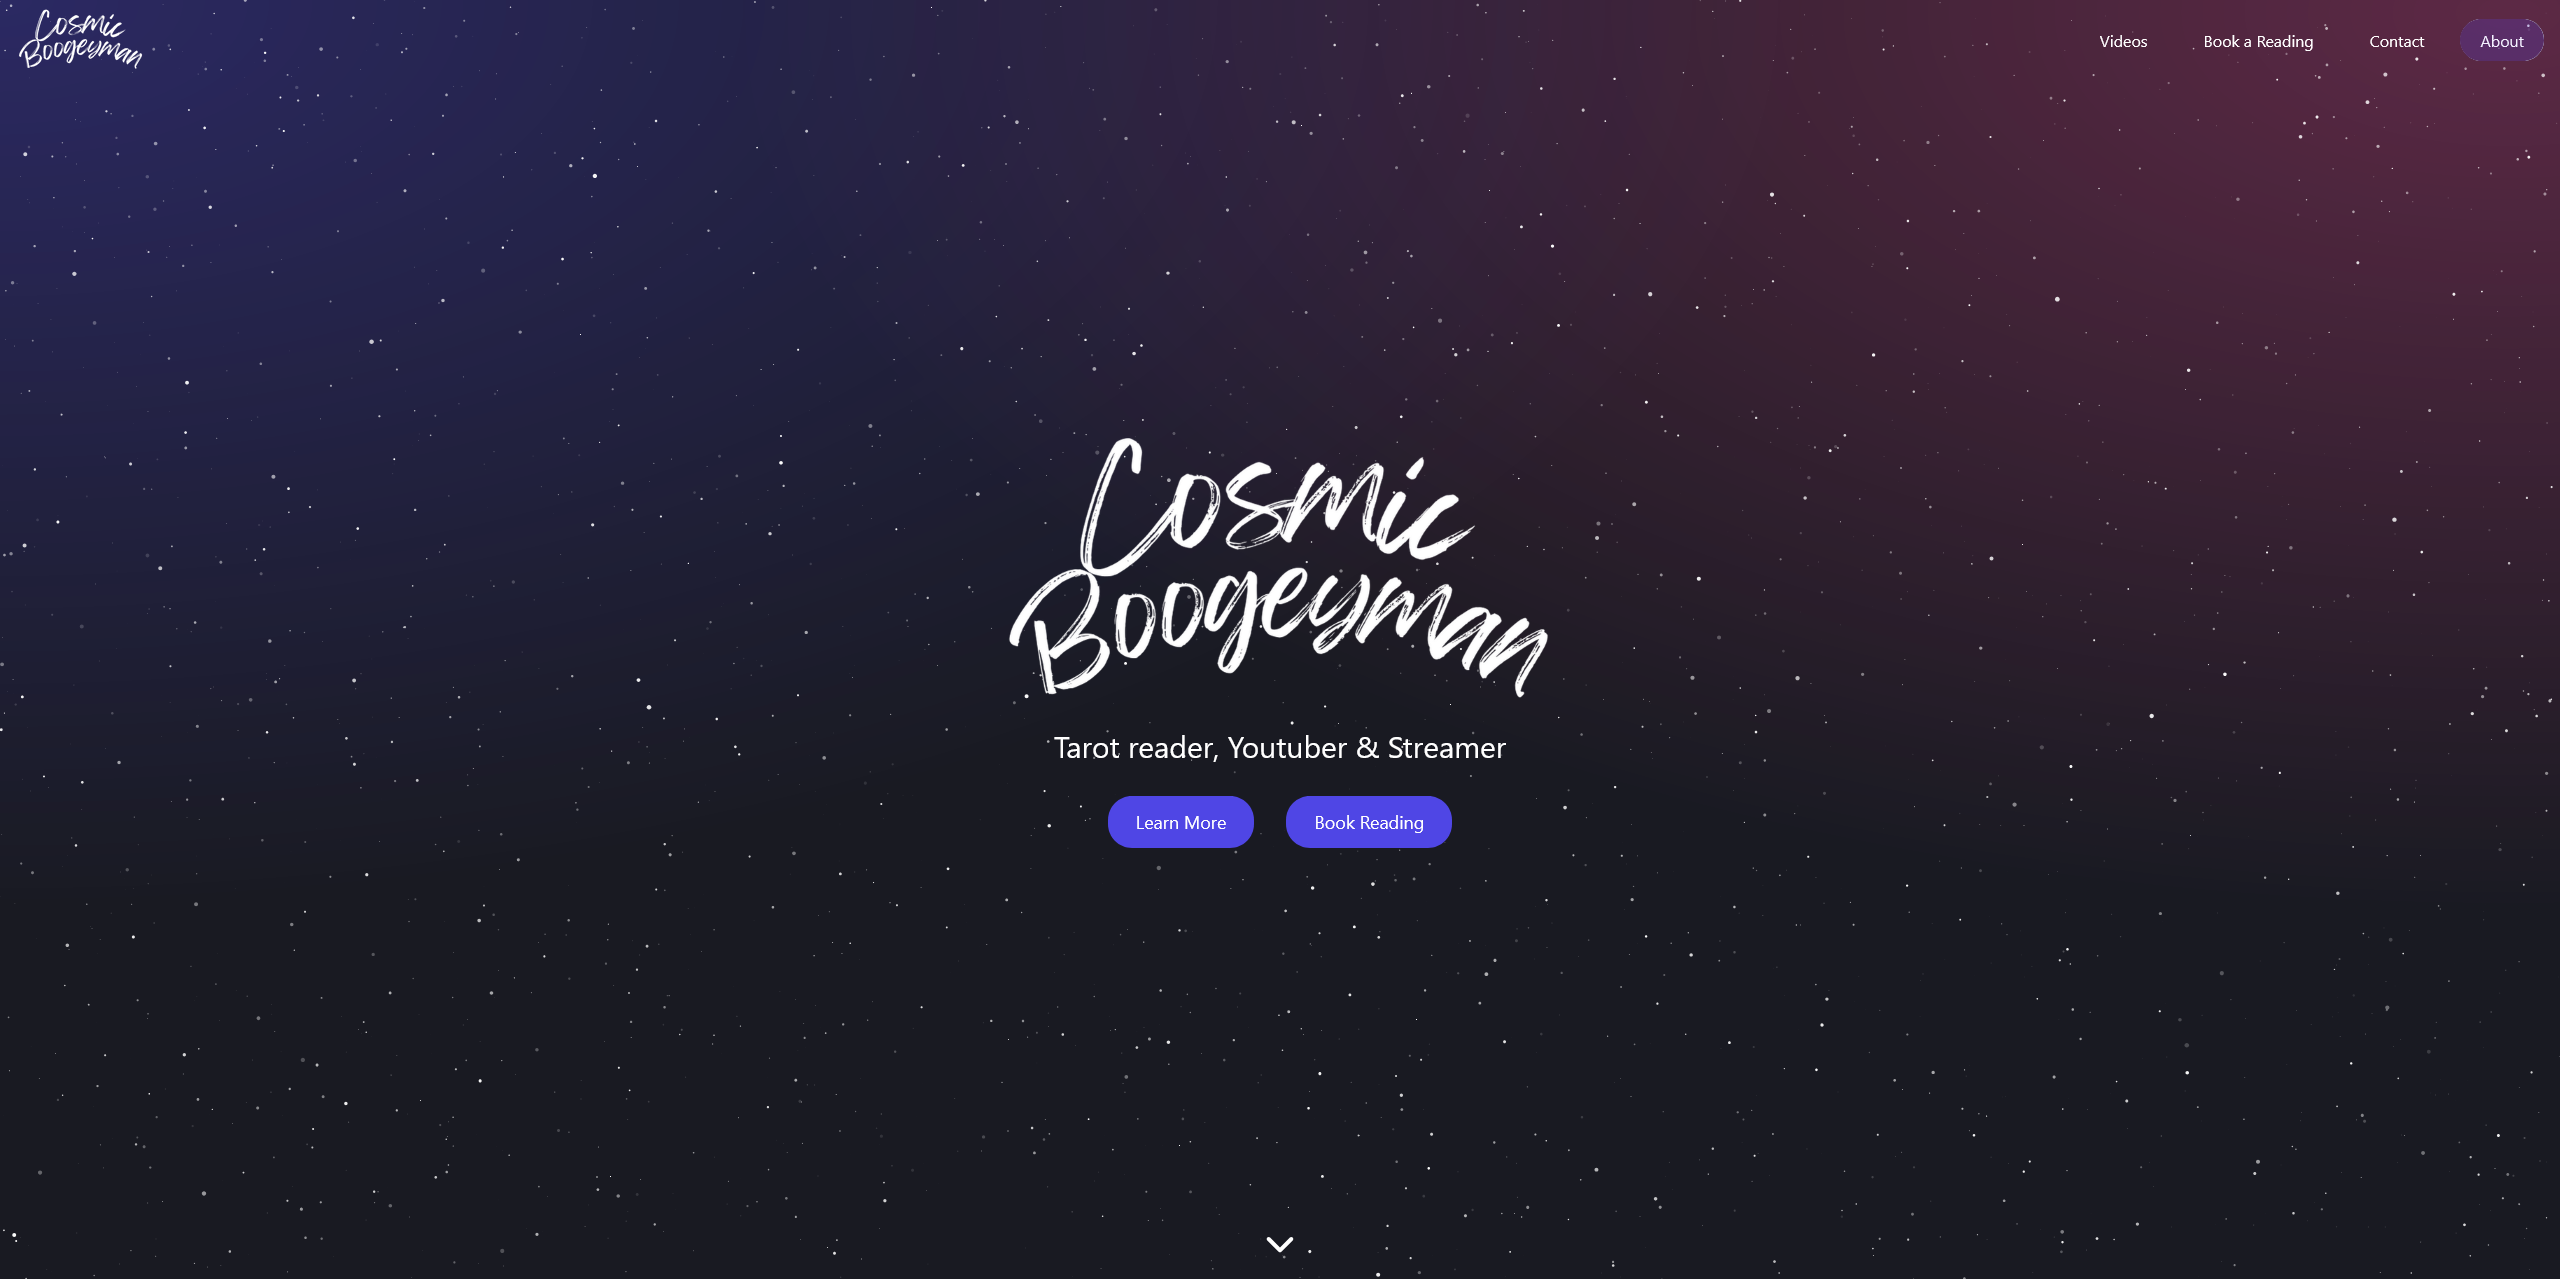 Cosmic
Boogeyman
Videos
Book a Reading
Contact
About
Cosmic
Boogeyman
Tarot reader, Youtuber & Streamer
Learn More
Book Reading